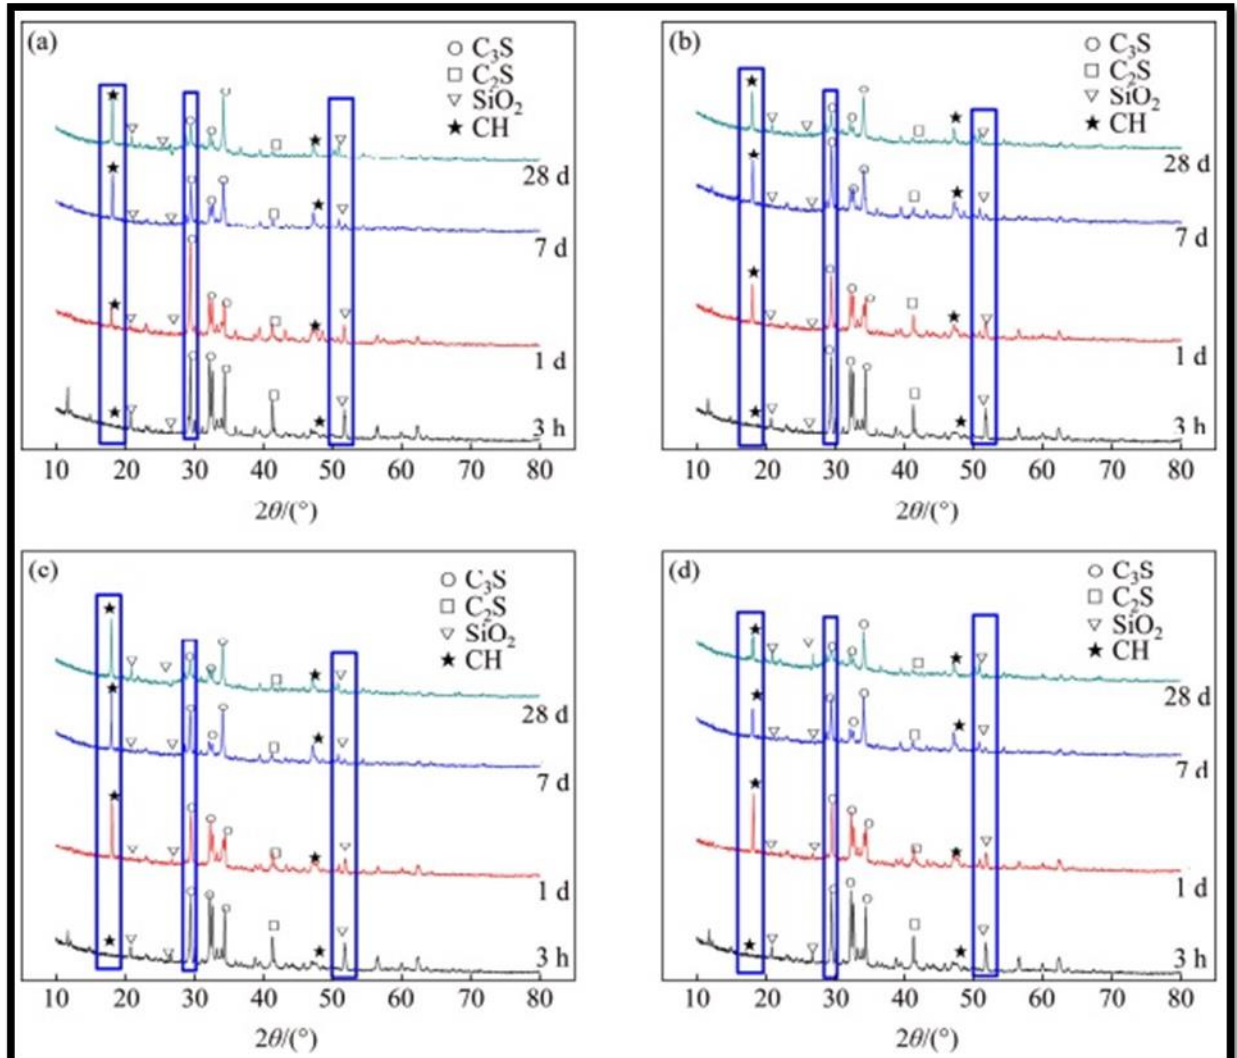 (a)
○ C₃S
□ C₂S
▽ SiO₂
★ CH
28 d
7 d
1 d
3 h
10 20 30 40 50 60 70 80
2θ/(°)
(b)
○ C₃S
□ C₂S
▽ SiO₂
★ CH
28 d
7 d
1 d
3 h
10 20 30 40 50 60 70 80
2θ/(°)
(c)
○ C₃S
□ C₂S
▽ SiO₂
★ CH
28 d
7 d
1 d
3 h
10 20 30 40 50 60 70 80
2θ/(°)
(d)
○ C₃S
□ C₂S
▽ SiO₂
★ CH
28 d
7 d
1 d
3 h
10 20 30 40 50 60 70 80
2θ/(°)